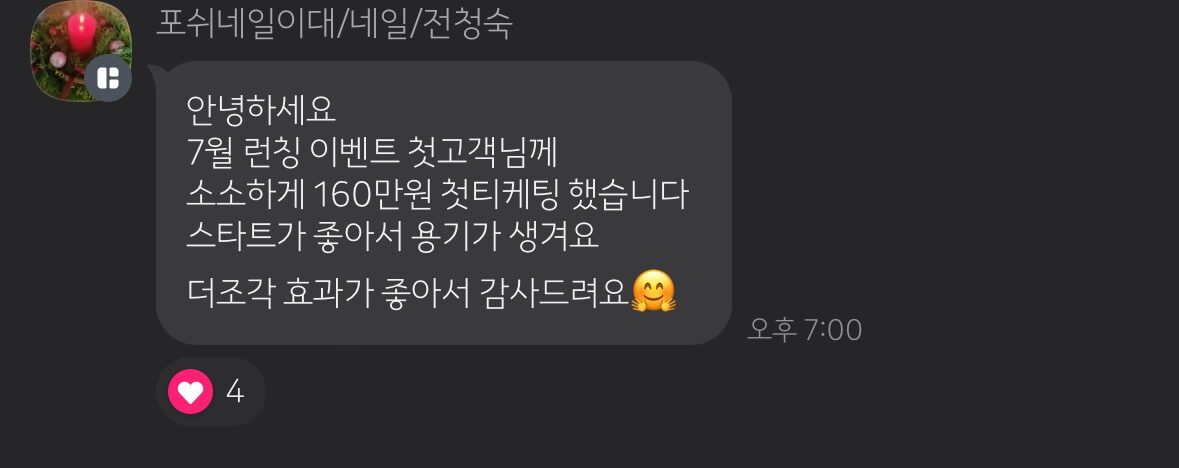 포쉬네일이대/네일/전청숙
안녕하세요
7월 런칭 이벤트 첫고객님께
소소하게 160만원 첫티케팅 했습니다
스타트가 좋아서 용기가 생겨요
더조각 효과가 좋아서 감사드려요🤗
오후 7:00
4